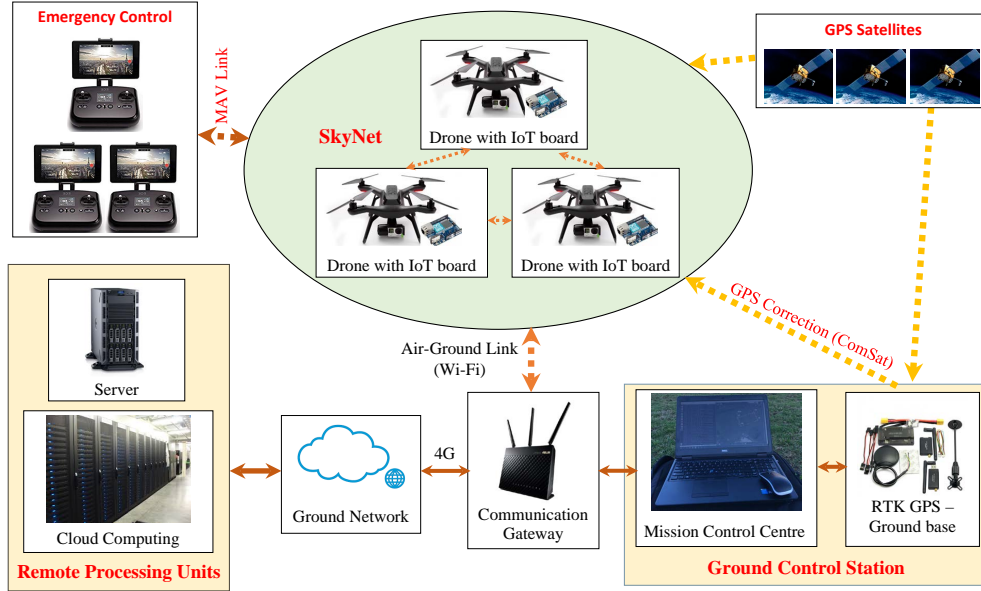 Emergency Control
MAV Link
SkyNet
Drone with IoT board
Drone with IoT board
Drone with IoT board
GPS Satellites
GPS Correction (ComSat)
Air-Ground Link
(Wi-Fi)
Server
Cloud Computing
Remote Processing Units
Ground Network
4G
Communication
Gateway
Mission Control Centre
RTK GPS –
Ground base
Ground Control Station